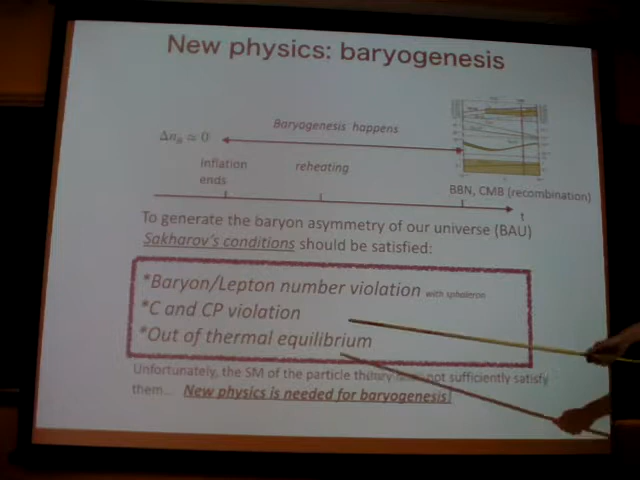 New physics: baryogenesis
Baryogenesis happens
Δn_B ≃ 0
inflation ends
reheating
BBN, CMB (recombination)
t
To generate the baryon asymmetry of our universe (BAU)
Sakharov's conditions should be satisfied:
*Baryon/Lepton number violation with sphaleron
*C and CP violation
*Out of thermal equilibrium
Unfortunately, the SM of the particle theory not sufficiently satisfy
them... New physics is needed for baryogenesis!